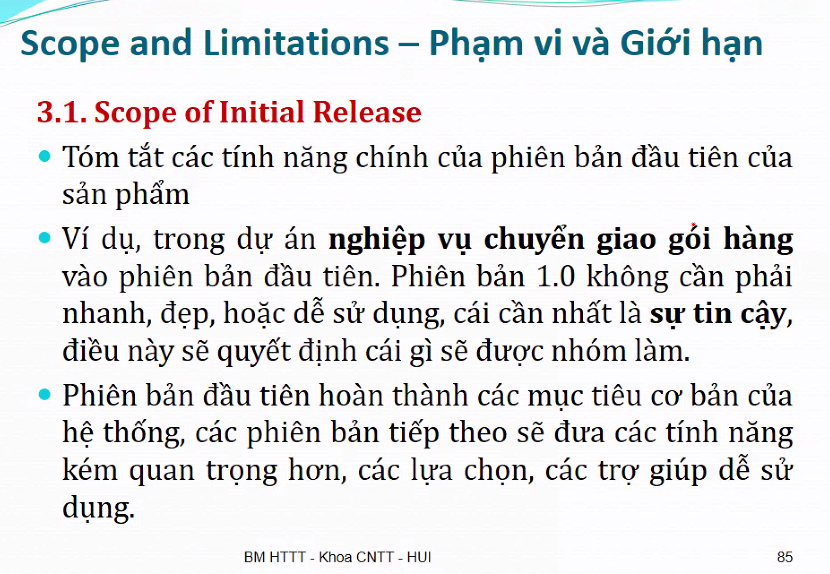 Scope and Limitations – Phạm vi và Giới hạn
3.1. Scope of Initial Release
• Tóm tắt các tính năng chính của phiên bản đầu tiên của
sản phẩm
• Ví dụ, trong dự án nghiệp vụ chuyển giao gói hàng
vào phiên bản đầu tiên. Phiên bản 1.0 không cần phải
nhanh, đẹp, hoặc dễ sử dụng, cái cần nhất là sự tin cậy,
điều này sẽ quyết định cái gì sẽ được nhóm làm.
• Phiên bản đầu tiên hoàn thành các mục tiêu cơ bản của
hệ thống, các phiên bản tiếp theo sẽ đưa các tính năng
kém quan trọng hơn, các lựa chọn, các trợ giúp dễ sử
dụng.
BM HTTT - Khoa CNTT - HUI
85